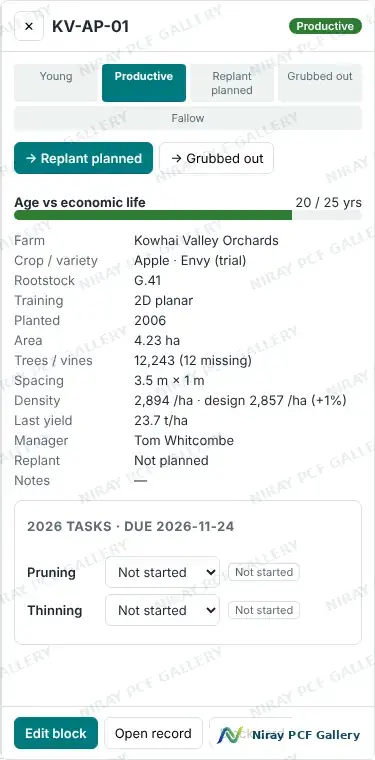 × KV-AP-01 Productive
Young Productive Replant planned Grubbed out
Fallow
→ Replant planned → Grubbed out
Age vs economic life 20 / 25 yrs
Farm Kowhai Valley Orchards
Crop / variety Apple · Envy (trial)
Rootstock G.41
Training 2D planar
Planted 2006
Area 4.23 ha
Trees / vines 12,243 (12 missing)
Spacing 3.5 m × 1 m
Density 2,894 /ha · design 2,857 /ha (+1%)
Last yield 23.7 t/ha
Manager Tom Whitcombe
Replant Not planned
Notes —
2026 TASKS · DUE 2026-11-24
Pruning Not started Not started
Thinning Not started Not started
Edit block Open record Niray PCF Gallery
NIRAY PCF GALLERY